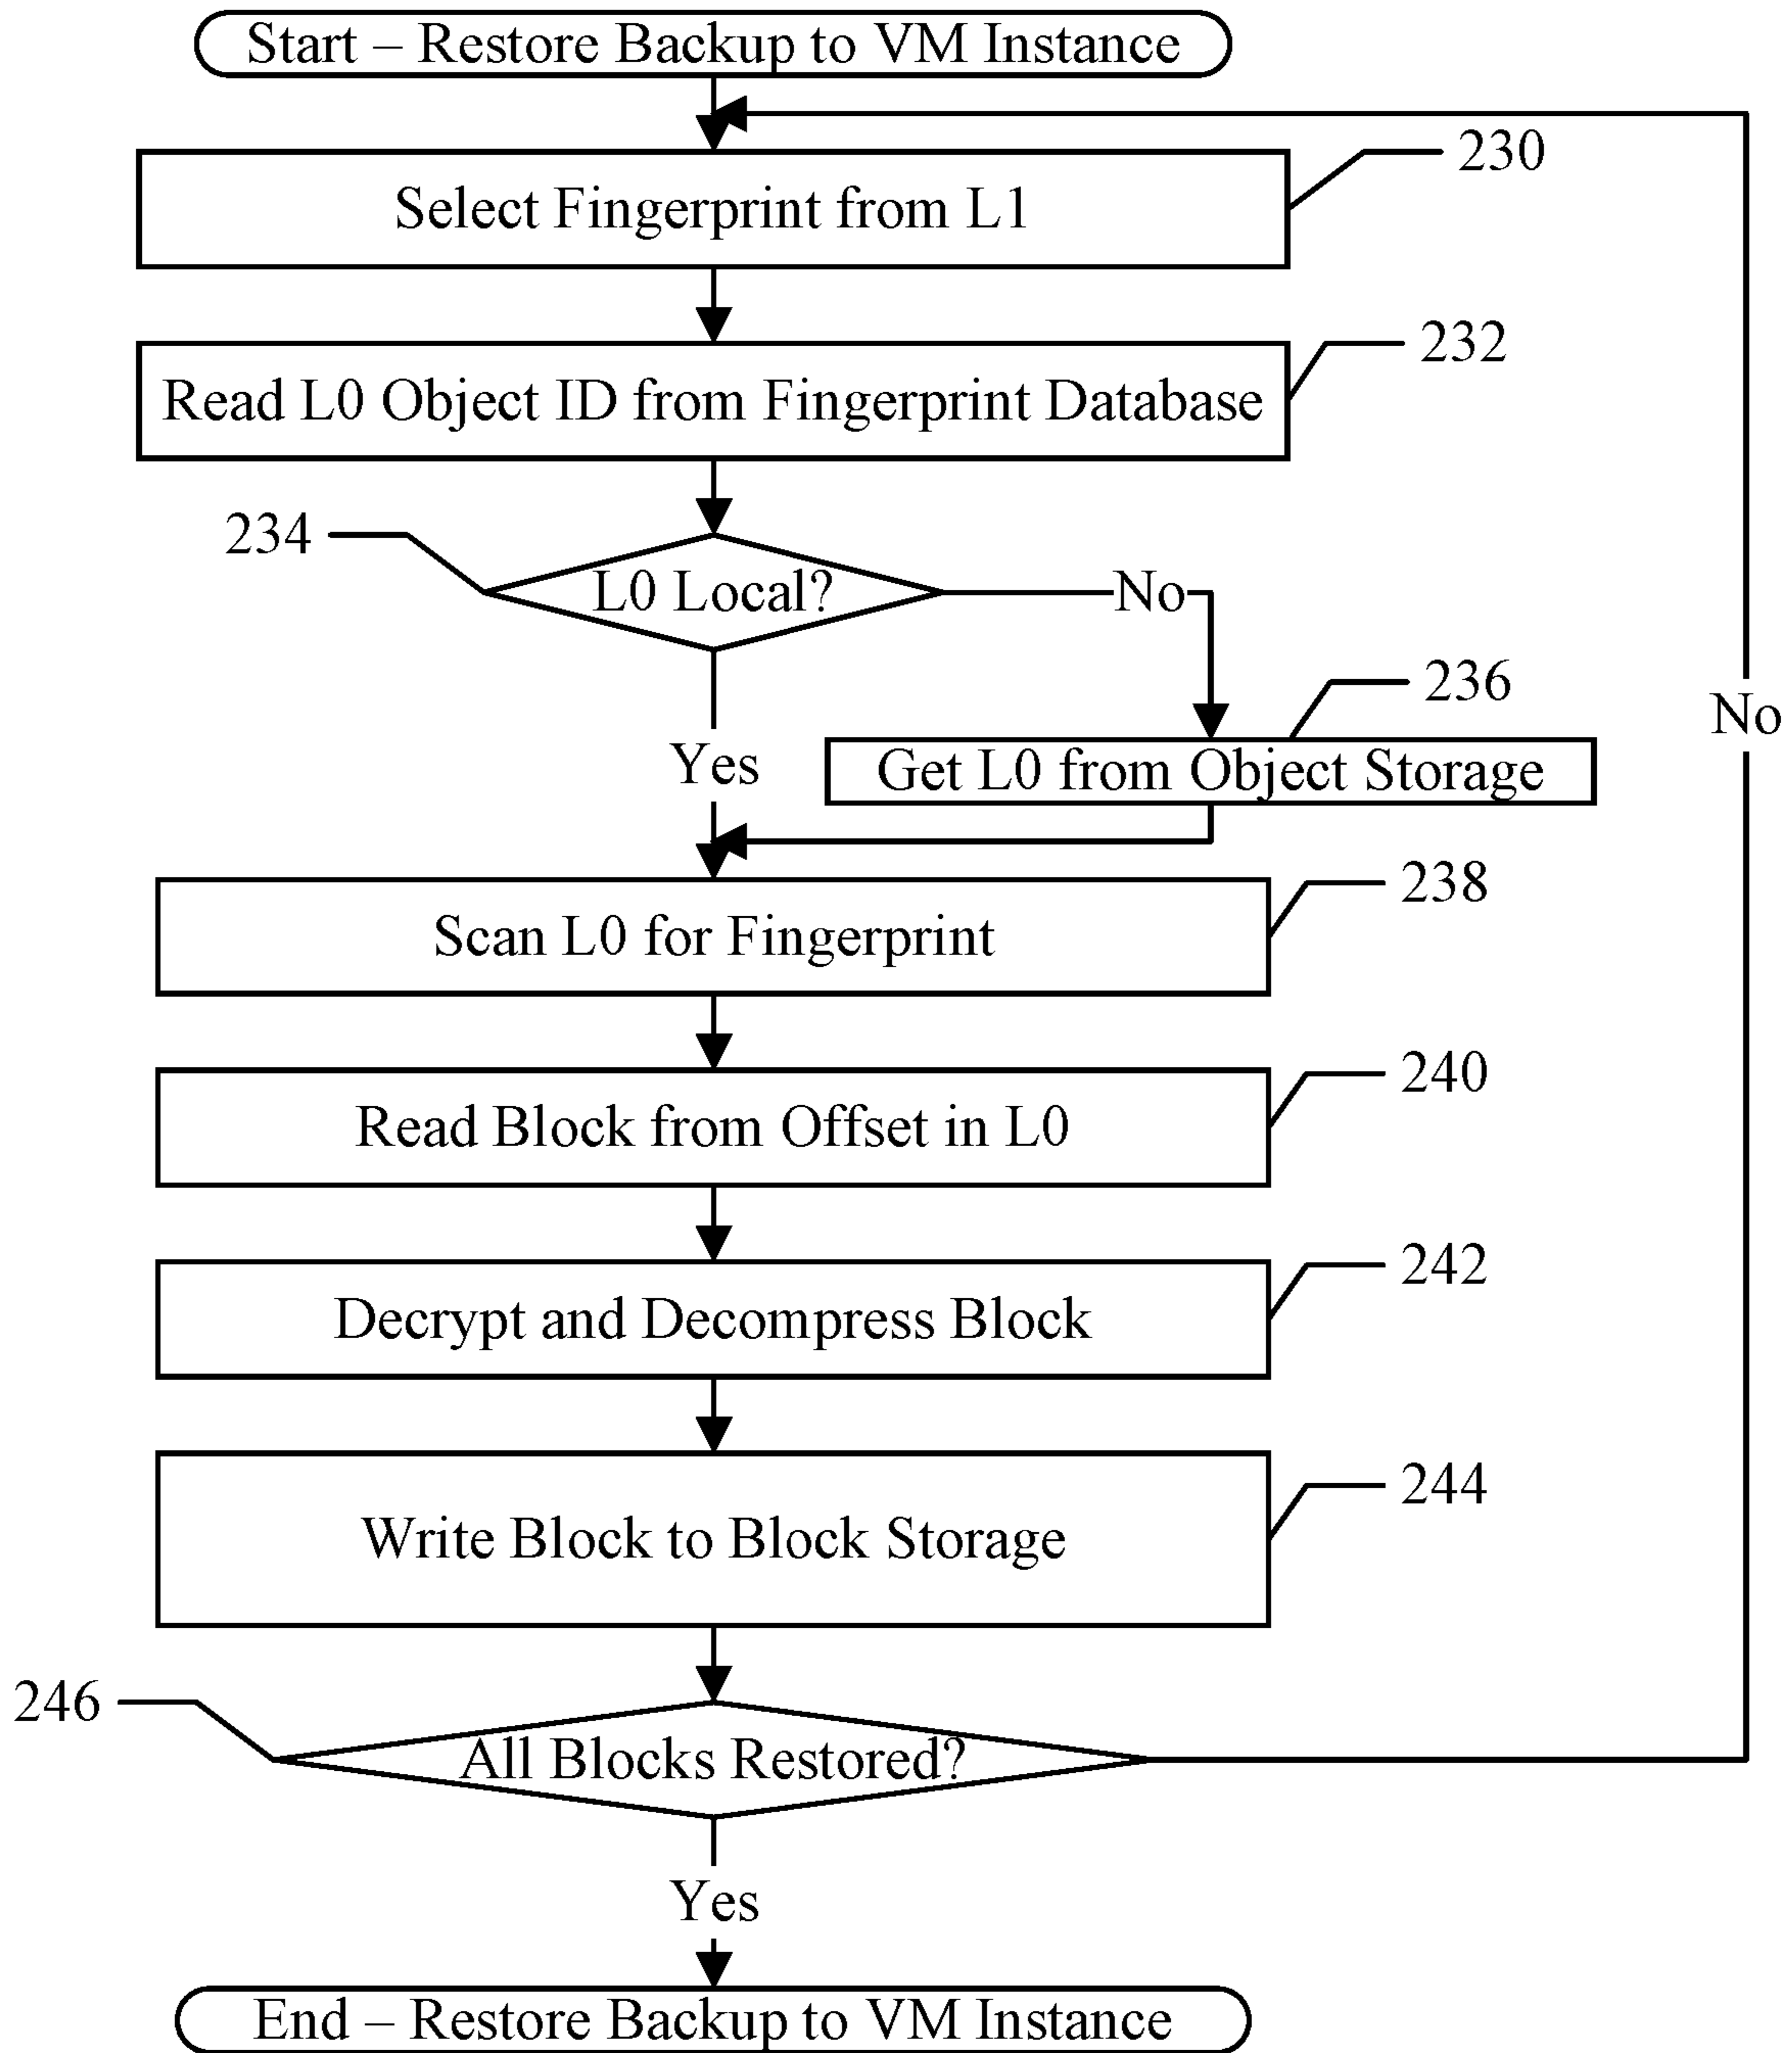 Start – Restore Backup to VM Instance
230
Select Fingerprint from L1
232
Read L0 Object ID from Fingerprint Database
234
L0 Local?
No
236
No
Yes
Get L0 from Object Storage
238
Scan L0 for Fingerprint
240
Read Block from Offset in L0
242
Decrypt and Decompress Block
244
Write Block to Block Storage
246
All Blocks Restored?
Yes
End – Restore Backup to VM Instance